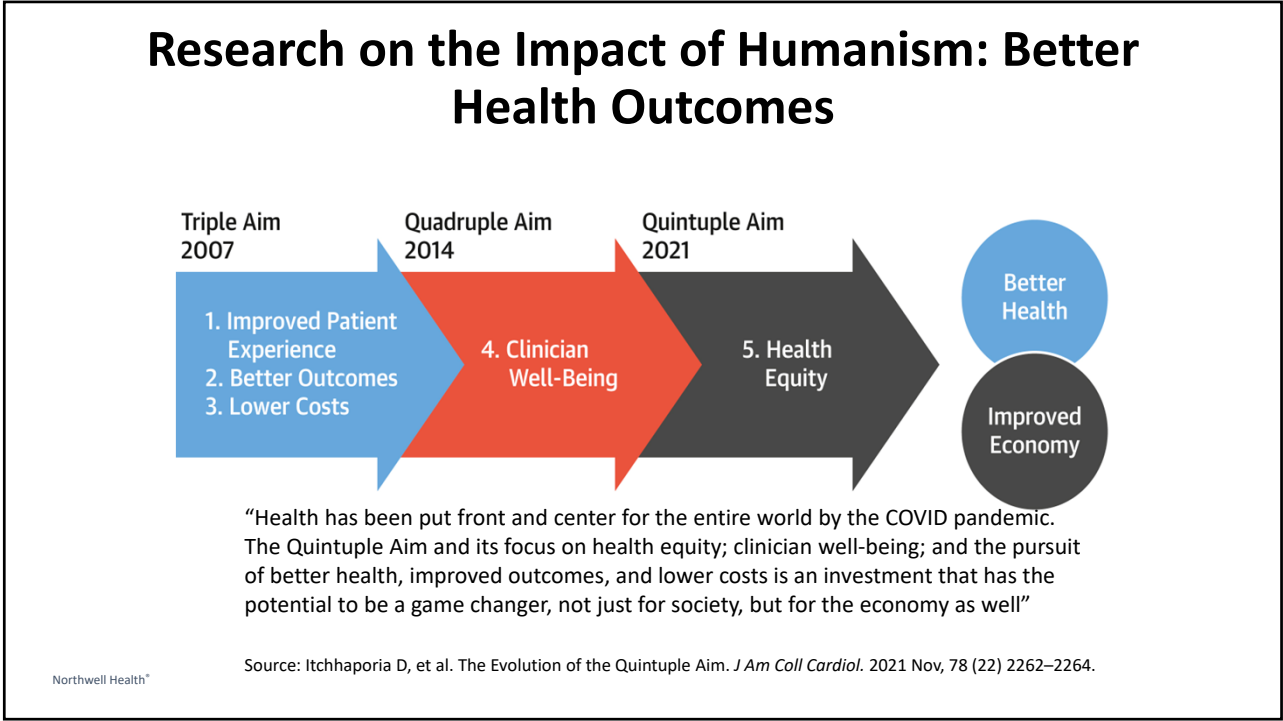 Research on the Impact of Humanism: Better
Health Outcomes
Triple Aim
2007
Quadruple Aim
2014
Quintuple Aim
2021
1. Improved Patient
Experience
2. Better Outcomes
3. Lower Costs
4. Clinician
Well-Being
5. Health
Equity
Better
Health
Improved
Economy
“Health has been put front and center for the entire world by the COVID pandemic.
The Quintuple Aim and its focus on health equity; clinician well-being; and the pursuit
of better health, improved outcomes, and lower costs is an investment that has the
potential to be a game changer, not just for society, but for the economy as well”
Source: Itchhaporia D, et al. The Evolution of the Quintuple Aim. J Am Coll Cardiol. 2021 Nov, 78 (22) 2262–2264.
Northwell Health®